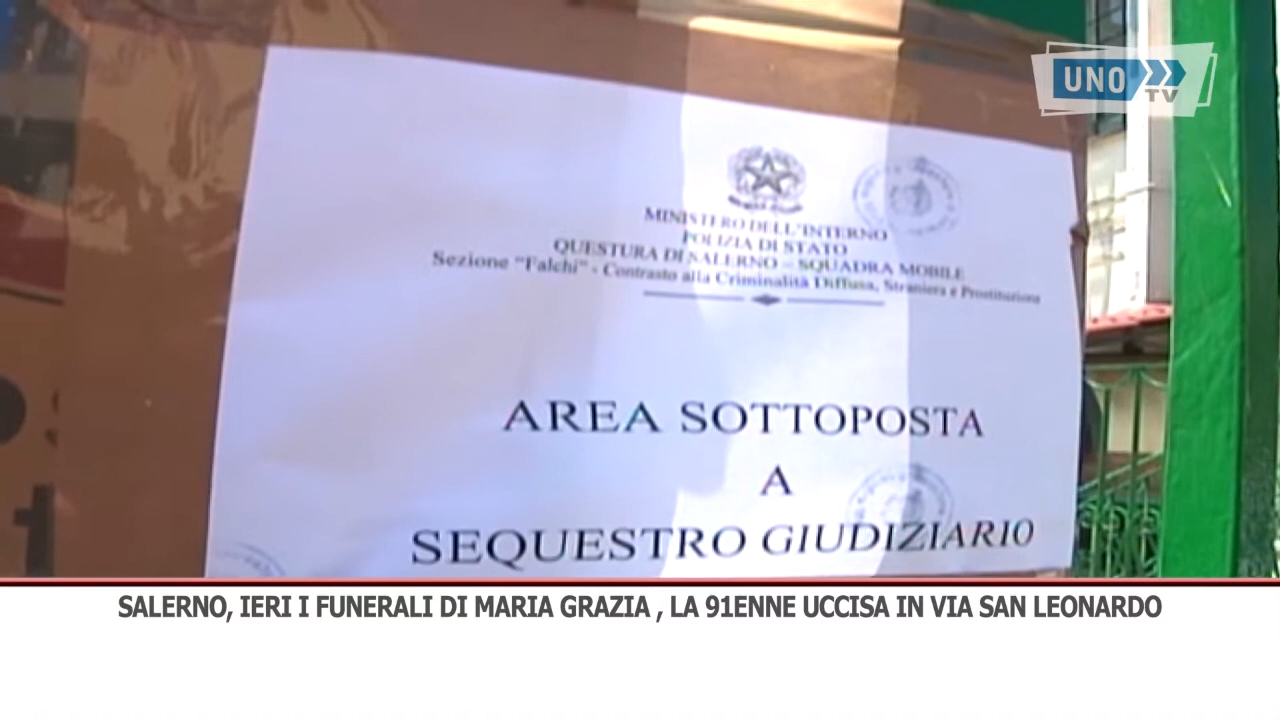 UNO
TV
MINISTERO DELL'INTERNO
POLIZIA DI STATO
QUESTURA DI SALERNO – SQUADRA MOBILE
Sezione "Falchi" - Contrasto alla Criminalità Diffusa, Straniera e Prostituzione
AREA SOTTOPOSTA
A
SEQUESTRO GIUDIZIARIO
SALERNO, IERI I FUNERALI DI MARIA GRAZIA , LA 91ENNE UCCISA IN VIA SAN LEONARDO